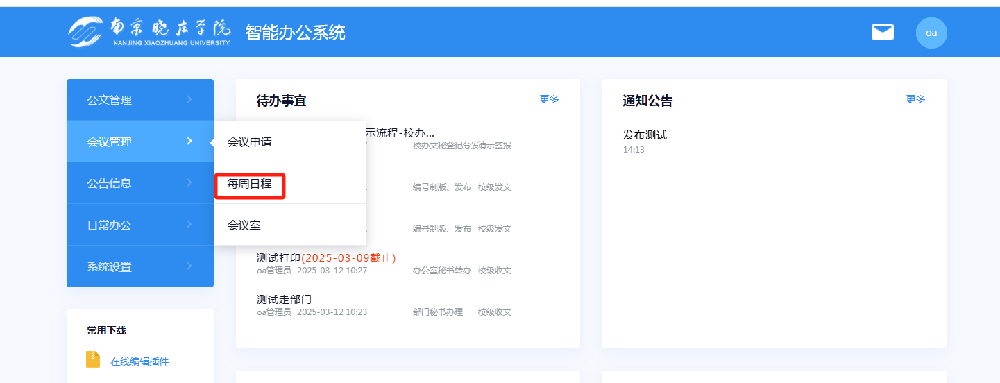 南京晓庄学院
NANJING XIAOZHUANG UNIVERSITY
智能办公系统
oa
公文管理
会议管理
公告信息
日常办公
系统设置
会议申请
每周日程
会议室
常用下载
在线编辑插件
待办事宜
更多
示流程-校办...
校办文秘登记分发请示签报
编号制版、发布 校级发文
编号制版、发布 校级发文
测试打印(2025-03-09截止)
oa管理员 2025-03-12 10:27 办公室秘书转办 校级收文
测试走部门
oa管理员 2025-03-12 10:23 部门秘书办理 校级收文
通知公告
更多
发布测试
14:13